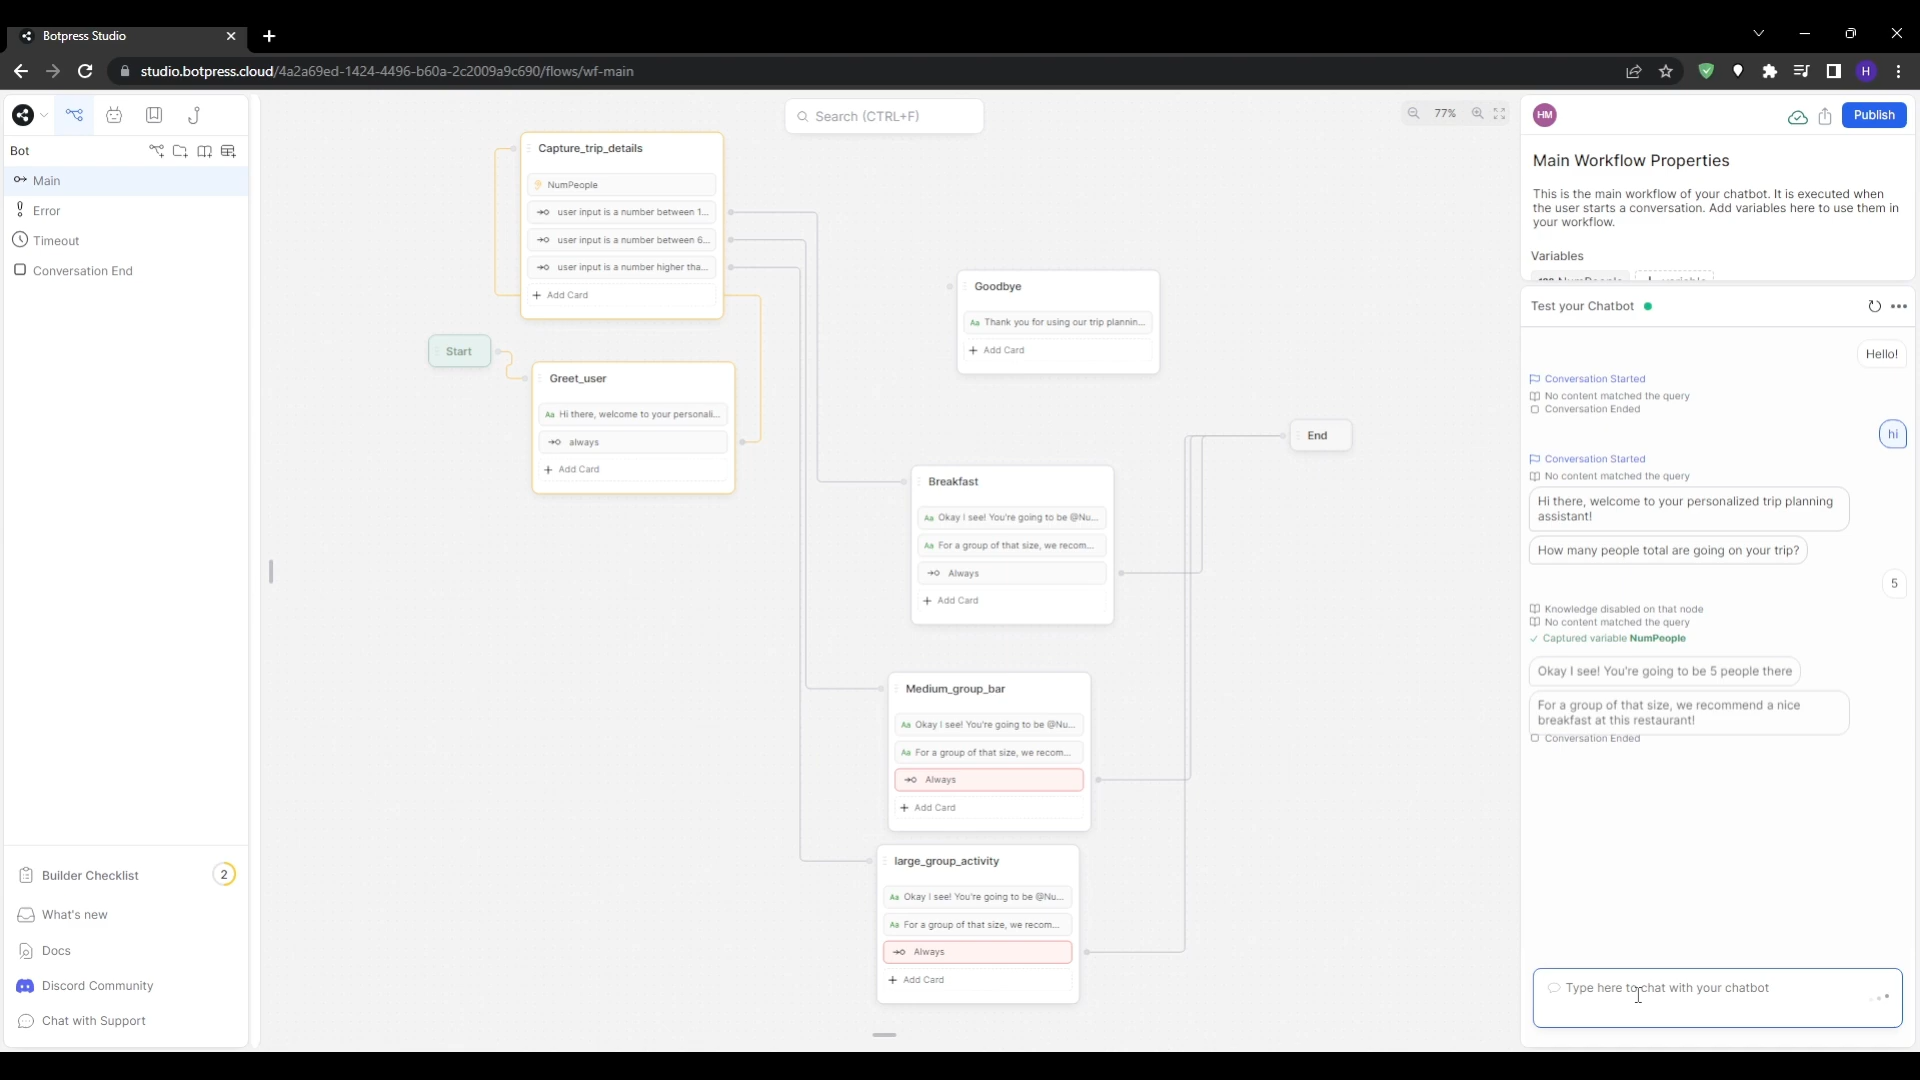 Botpress Studio
studio.botpress.cloud/4a2a69ed-1424-4496-b60a-2c2009a9c690/flows/wf-main
H
Bot
Main
Error
Timeout
Conversation End
Builder Checklist
2
What's new
Docs
Discord Community
Chat with Support
Search (CTRL+F)
77%
Capture_trip_details
NumPeople
user input is a number between 1...
user input is a number between 6...
user input is a number higher tha...
Add Card
Start
Greet_user
Aa Hi there, welcome to your personali...
always
Add Card
Goodbye
Aa Thank you for using our trip plannin...
Add Card
End
Breakfast
Aa Okay I see! You're going to be @Nu...
Aa For a group of that size, we recom...
Always
Add Card
Medium_group_bar
Aa Okay I see! You're going to be @Nu...
Aa For a group of that size, we recom...
Always
Add Card
large_group_activity
Aa Okay I see! You're going to be @Nu...
Aa For a group of that size, we recom...
Always
Add Card
HM
Publish
Main Workflow Properties
This is the main workflow of your chatbot. It is executed when
the user starts a conversation. Add variables here to use them in
your workflow.
Variables
Test your Chatbot
Hello!
Conversation Started
No content matched the query
Conversation Ended
hi
Conversation Started
No content matched the query
Hi there, welcome to your personalized trip planning
assistant!
How many people total are going on your trip?
5
Knowledge disabled on that node
No content matched the query
Captured variable NumPeople
Okay I see! You're going to be 5 people there
For a group of that size, we recommend a nice
breakfast at this restaurant!
Conversation Ended
Type here to chat with your chatbot